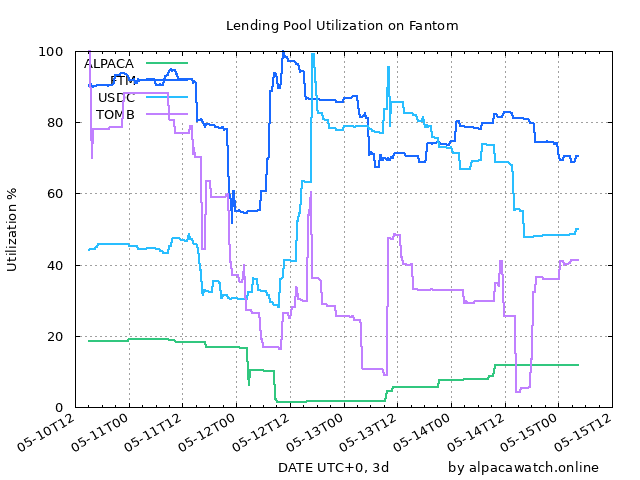 Lending Pool Utilization on Fantom
Utilization %
100
80
60
40
20
0
ALPACA
FTM
USDC
TOMB
05-10T12
05-11T00
05-11T12
05-12T00
05-12T12
05-13T00
05-13T12
05-14T00
05-14T12
05-15T00
05-15T12
DATE UTC+0, 3d
by alpacawatch.online